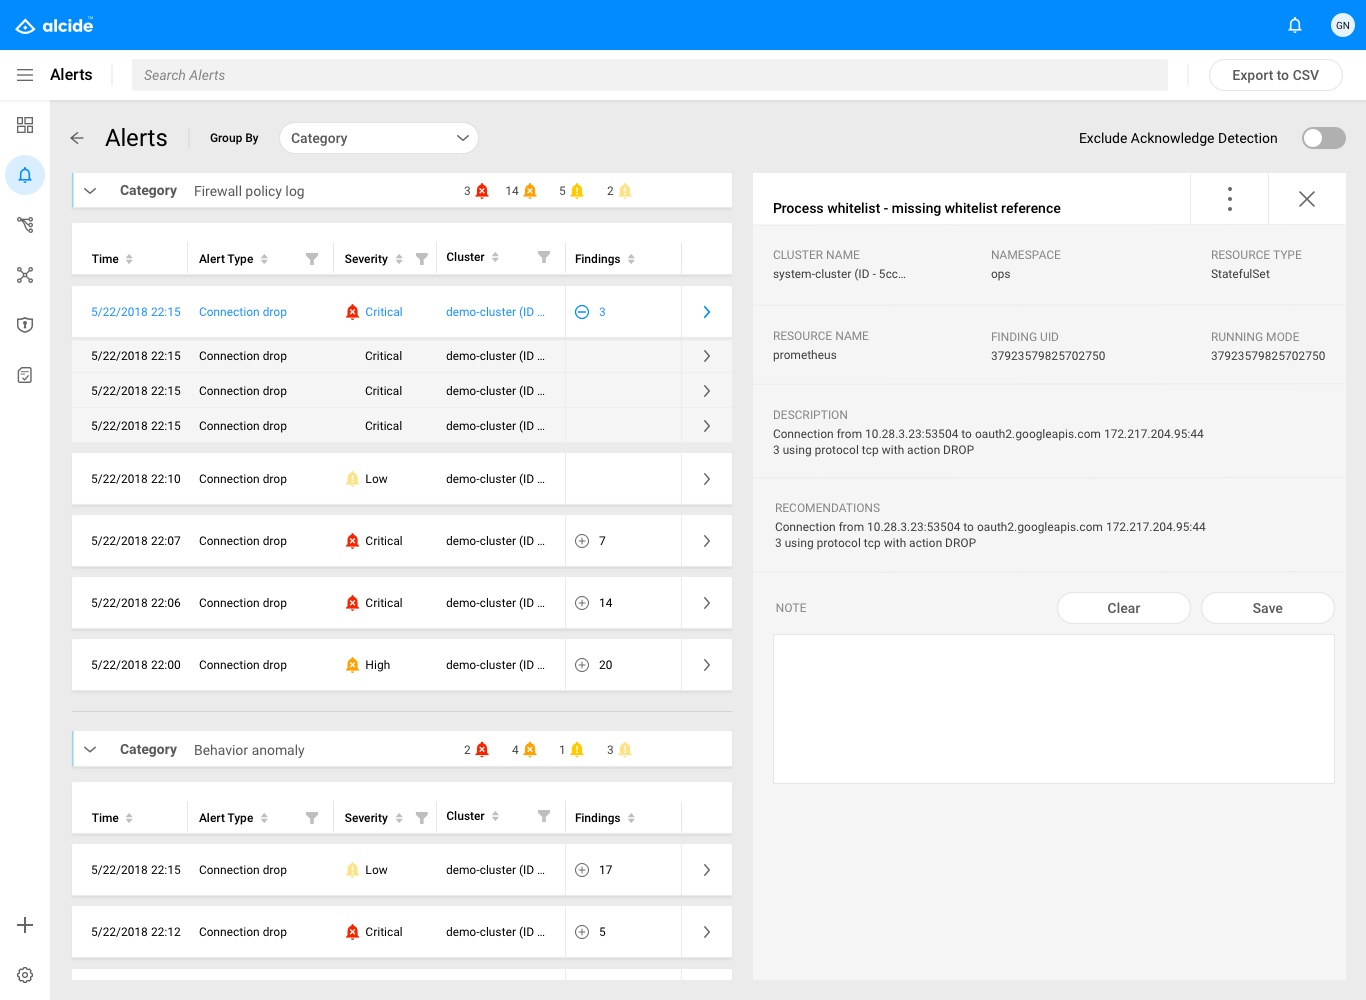 alcide™
GN
Alerts
Search Alerts
Export to CSV
Alerts
Group By
Category
Exclude Acknowledge Detection
Category Firewall policy log 3 14 5 2
Time Alert Type Severity Cluster Findings
5/22/2018 22:15 Connection drop Critical demo-cluster (ID ... 3
5/22/2018 22:15 Connection drop Critical demo-cluster (ID ...
5/22/2018 22:15 Connection drop Critical demo-cluster (ID ...
5/22/2018 22:15 Connection drop Critical demo-cluster (ID ...
5/22/2018 22:10 Connection drop Low demo-cluster (ID ...
5/22/2018 22:07 Connection drop Critical demo-cluster (ID ... 7
5/22/2018 22:06 Connection drop Critical demo-cluster (ID ... 14
5/22/2018 22:00 Connection drop High demo-cluster (ID ... 20
Category Behavior anomaly 2 4 1 3
Time Alert Type Severity Cluster Findings
5/22/2018 22:15 Connection drop Low demo-cluster (ID ... 17
5/22/2018 22:12 Connection drop Critical demo-cluster (ID ... 5
Process whitelist - missing whitelist reference
CLUSTER NAME NAMESPACE RESOURCE TYPE
system-cluster (ID - 5cc... ops StatefulSet
RESOURCE NAME FINDING UID RUNNING MODE
prometheus 37923579825702750 37923579825702750
DESCRIPTION
Connection from 10.28.3.23:53504 to oauth2.googleapis.com 172.217.204.95:44
3 using protocol tcp with action DROP
RECOMENDATIONS
Connection from 10.28.3.23:53504 to oauth2.googleapis.com 172.217.204.95:44
3 using protocol tcp with action DROP
NOTE
Clear
Save